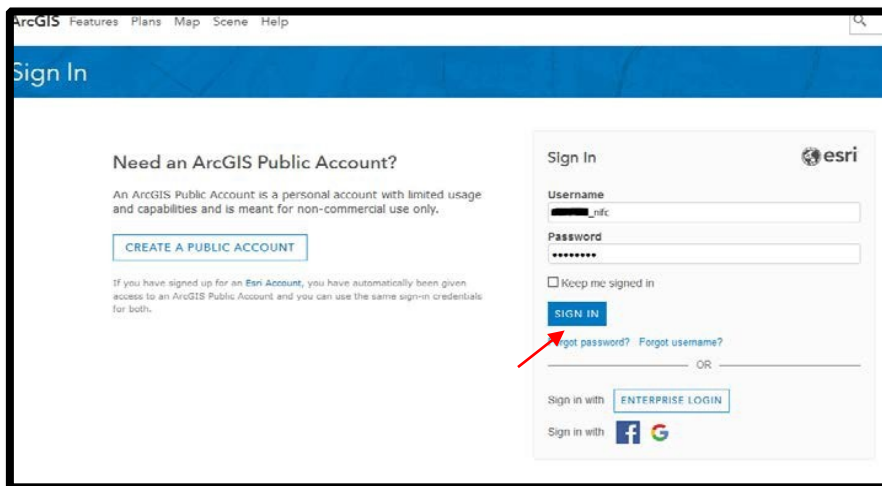 ArcGIS Features Plans Map Scene Help
Sign In
Need an ArcGIS Public Account?
An ArcGIS Public Account is a personal account with limited usage
and capabilities and is meant for non-commercial use only.
CREATE A PUBLIC ACCOUNT
If you have signed up for an Esri Account, you have automatically been given
access to an ArcGIS Public Account and you can use the same sign-in credentials
for both.
Sign In
esri
Username
_nifc
Password
••••••••
Keep me signed in
SIGN IN
Forgot password? Forgot username?
OR
Sign in with ENTERPRISE LOGIN
Sign in with